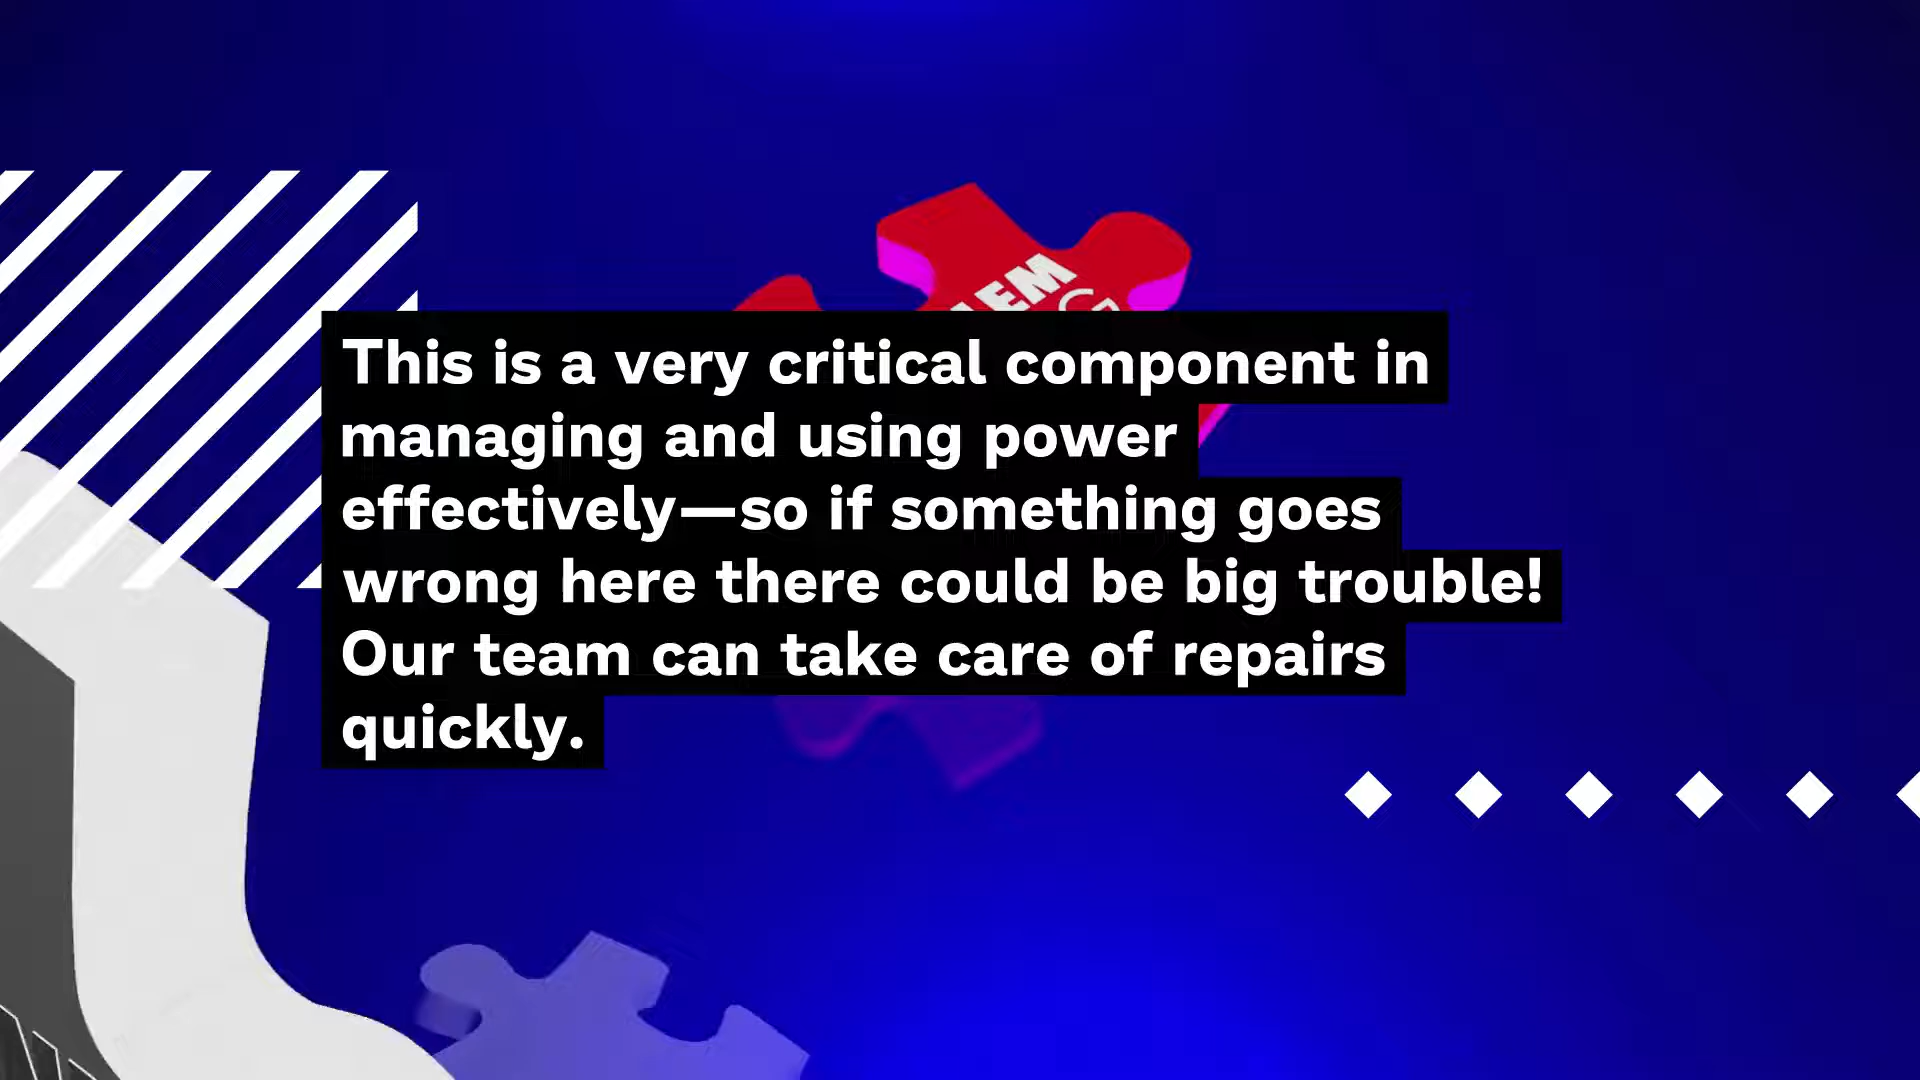 This is a very critical component in
managing and using power
effectively—so if something goes
wrong here there could be big trouble!
Our team can take care of repairs
quickly.